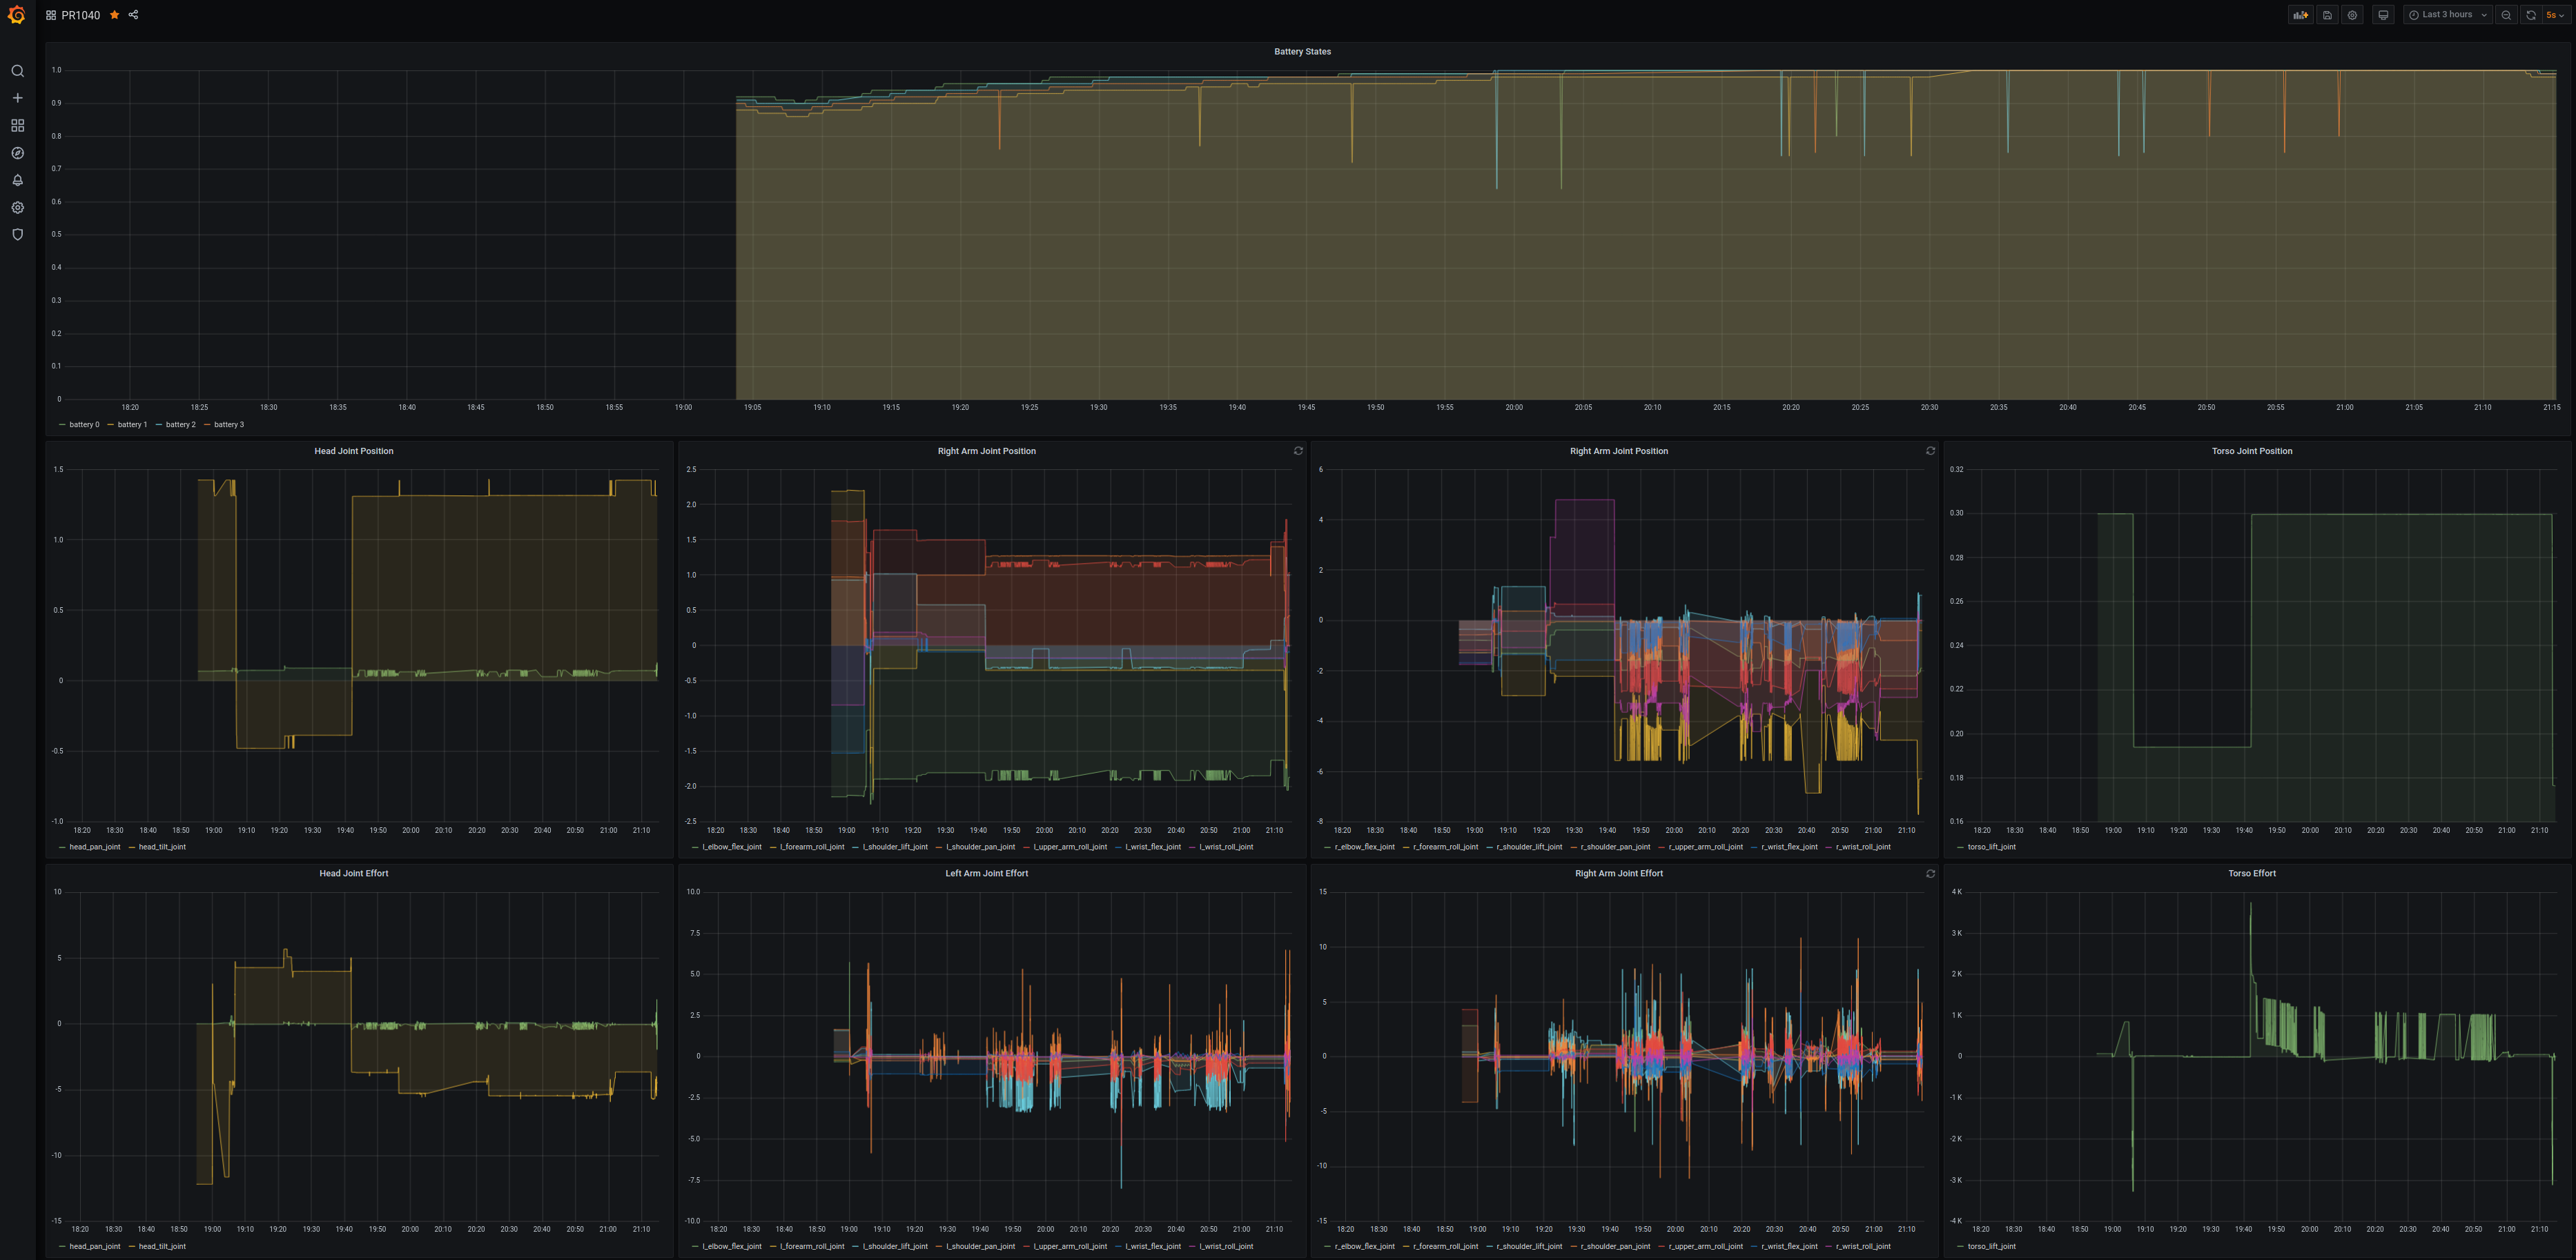 PR1040
Last 3 hours
5s
Battery States
1.0
0.9
0.8
0.7
0.6
0.5
0.4
0.3
0.2
0.1
0
18:20 18:25 18:30 18:35 18:40 18:45 18:50 18:55 19:00 19:05 19:10 19:15 19:20 19:25 19:30 19:35 19:40 19:45 19:50 19:55 20:00 20:05 20:10 20:15 20:20 20:25 20:30 20:35 20:40 20:45 20:50 20:55 21:00 21:05 21:10 21:15
battery 0 battery 1 battery 2 battery 3
Head Joint Position
1.5
1.0
0.5
0
-0.5
-1.0
18:20 18:30 18:40 18:50 19:00 19:10 19:20 19:30 19:40 19:50 20:00 20:10 20:20 20:30 20:40 20:50 21:00 21:10
head_pan_joint head_tilt_joint
Right Arm Joint Position
2.5
2.0
1.5
1.0
0.5
0
-0.5
-1.0
-1.5
-2.0
-2.5
18:20 18:30 18:40 18:50 19:00 19:10 19:20 19:30 19:40 19:50 20:00 20:10 20:20 20:30 20:40 20:50 21:00 21:10
l_elbow_flex_joint l_forearm_roll_joint l_shoulder_lift_joint l_shoulder_pan_joint l_upper_arm_roll_joint l_wrist_flex_joint l_wrist_roll_joint
Right Arm Joint Position
6
4
2
0
-2
-4
-6
-8
18:20 18:30 18:40 18:50 19:00 19:10 19:20 19:30 19:40 19:50 20:00 20:10 20:20 20:30 20:40 20:50 21:00 21:10
r_elbow_flex_joint r_forearm_roll_joint r_shoulder_lift_joint r_shoulder_pan_joint r_upper_arm_roll_joint r_wrist_flex_joint r_wrist_roll_joint
Torso Joint Position
0.32
0.30
0.28
0.26
0.24
0.22
0.20
0.18
0.16
18:20 18:30 18:40 18:50 19:00 19:10 19:20 19:30 19:40 19:50 20:00 20:10 20:20 20:30 20:40 20:50 21:00 21:10
torso_lift_joint
Head Joint Effort
10
5
0
-5
-10
-15
18:20 18:30 18:40 18:50 19:00 19:10 19:20 19:30 19:40 19:50 20:00 20:10 20:20 20:30 20:40 20:50 21:00 21:10
head_pan_joint head_tilt_joint
Left Arm Joint Effort
10.0
7.5
5.0
2.5
0
-2.5
-5.0
-7.5
-10.0
18:20 18:30 18:40 18:50 19:00 19:10 19:20 19:30 19:40 19:50 20:00 20:10 20:20 20:30 20:40 20:50 21:00 21:10
l_elbow_flex_joint l_forearm_roll_joint l_shoulder_lift_joint l_shoulder_pan_joint l_upper_arm_roll_joint l_wrist_flex_joint l_wrist_roll_joint
Right Arm Joint Effort
15
10
5
0
-5
-10
-15
18:20 18:30 18:40 18:50 19:00 19:10 19:20 19:30 19:40 19:50 20:00 20:10 20:20 20:30 20:40 20:50 21:00 21:10
r_elbow_flex_joint r_forearm_roll_joint r_shoulder_lift_joint r_shoulder_pan_joint r_upper_arm_roll_joint r_wrist_flex_joint r_wrist_roll_joint
Torso Effort
4 K
3 K
2 K
1 K
0
-1 K
-2 K
-3 K
-4 K
18:20 18:30 18:40 18:50 19:00 19:10 19:20 19:30 19:40 19:50 20:00 20:10 20:20 20:30 20:40 20:50 21:00 21:10
torso_lift_joint